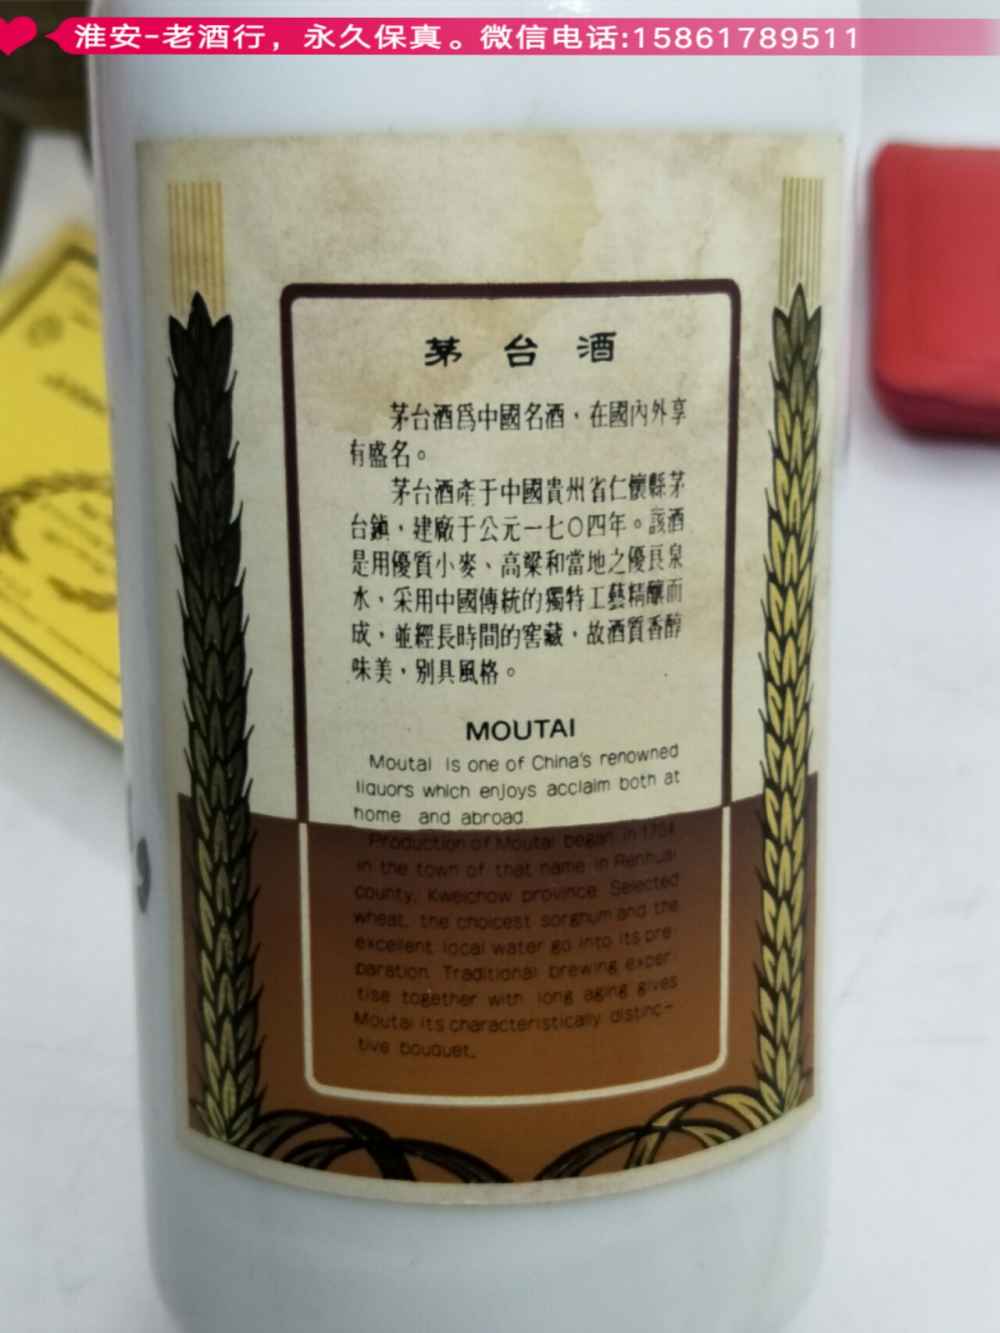 淮安-老酒行，永久保真。微信电话:15861789511
茅台酒
茅台酒爲中國名酒，在國內外享
有盛名。
茅台酒產于中國貴州省仁懷縣茅
台鎮，建廠于公元一七〇四年。該酒
是用優質小麥、高粱和當地之優良泉
水，采用中國傳統的獨特工藝精釀而
成，並經長時間的窖藏，故酒質香醇
味美，別具風格。
MOUTAI
Moutai is one of China's renowned
liquors which enjoys acclaim both at
home and abroad.
Production of Moutai began in 1704
in the town of that name in Renhuai
county, Kweichow province. Selected
wheat, the choicest sorghum and the
excellent local water go into its pre
paration. Traditional brewing exper
tise together with long aging gives
Moutai its characteristically distinc-
tive bouquet.